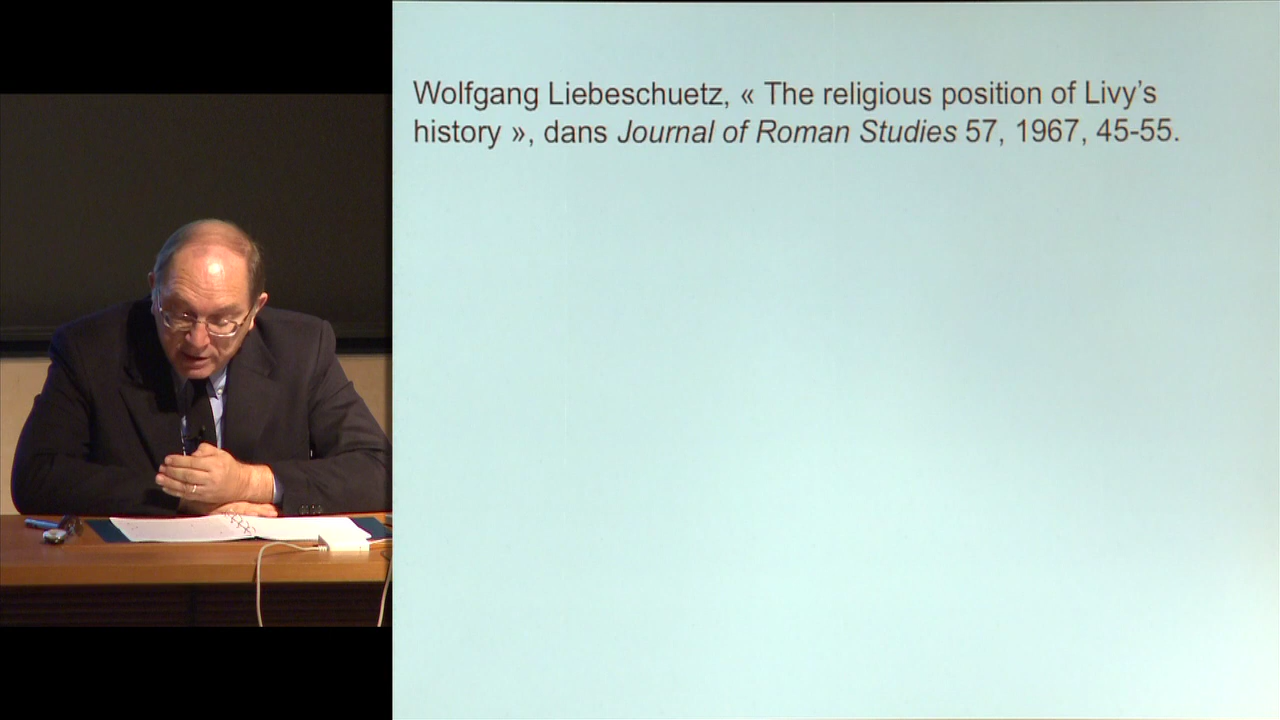 Wolfgang Liebeschuetz, « The religious position of Livy’s
history », dans Journal of Roman Studies 57, 1967, 45-55.